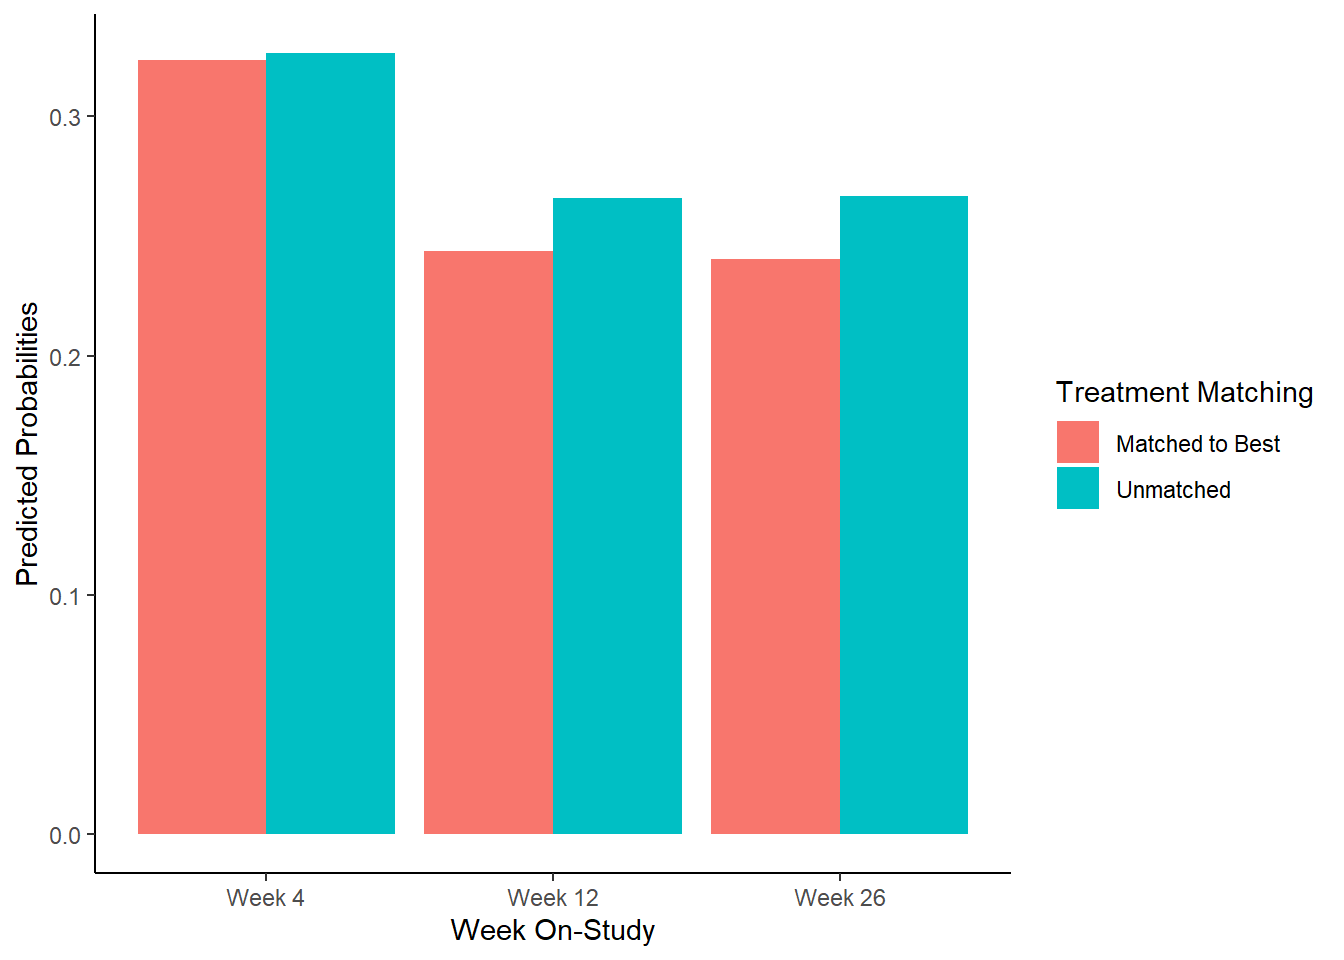 Predicted Probabilities
0.3
0.2
0.1
0.0
Week 4
Week 12
Week 26
Week On-Study
Treatment Matching
Matched to Best
Unmatched